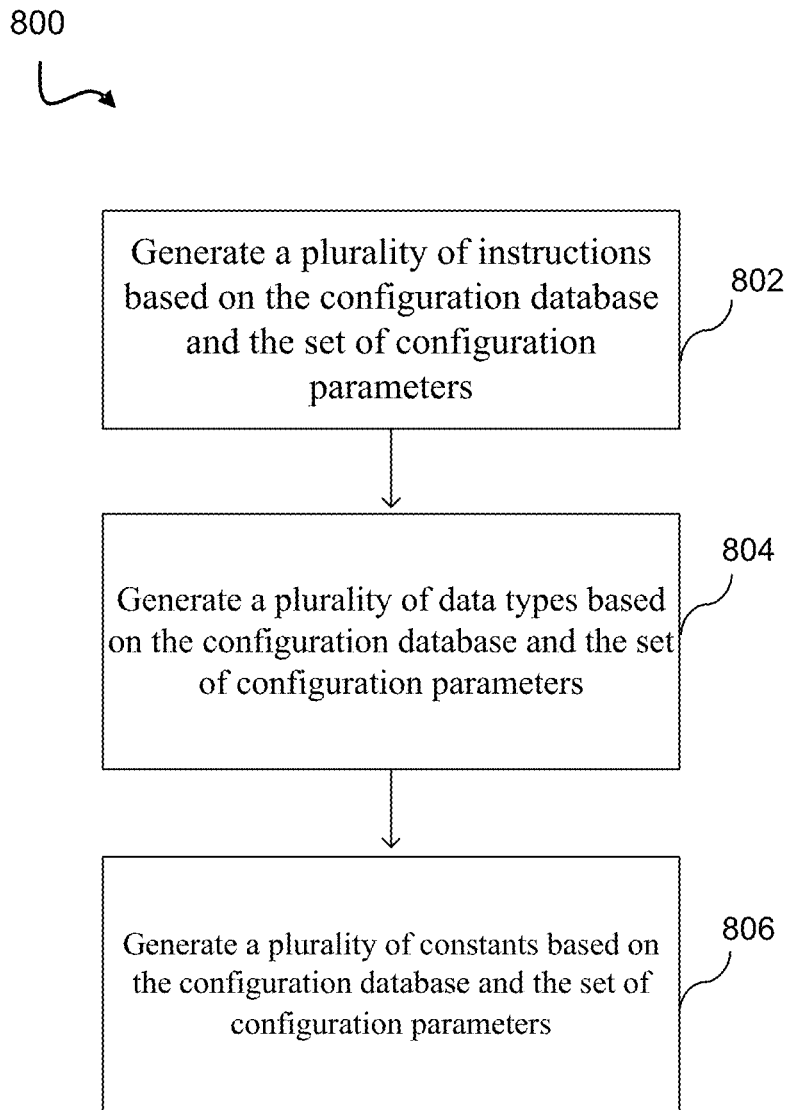 800
Generate a plurality of instructions
based on the configuration database
and the set of configuration
parameters
802
Generate a plurality of data types based
on the configuration database and the set
of configuration parameters
804
Generate a plurality of constants based on
the configuration database and the set of
configuration parameters
806